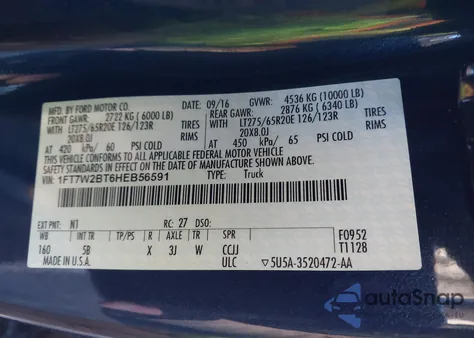 MFD. BY FORD MOTOR CO. 09/16 GVWR: 4536 KG (10000 LB)
FRONT GAWR: 2722 KG (6000 LB) REAR GAWR: 2876 KG (6340 LB)
WITH LT275/65R20E 126/123R TIRES WITH LT275/65R20E 126/123R TIRES
20X8.0J RIMS 20X8.0J RIMS
AT 420 kPa/ 60 PSI COLD AT 450 kPa/ 65 PSI COLD
THIS VEHICLE CONFORMS TO ALL APPLICABLE FEDERAL MOTOR VEHICLE
SAFETY STANDARDS IN EFFECT ON THE DATE OF MANUFACTURE SHOWN ABOVE.
VIN: 1FT7W2BT6HEB56591 TYPE: Truck
EXT PNT: N1 RC: 27 DSO:
WB BRK INT TR TP/PS R AXLE TR SPR F0952
160 SB X 3J W CCJJ T1128
MADE IN U.S.A. ULC 5U5A-3520472-AA
autoSnap